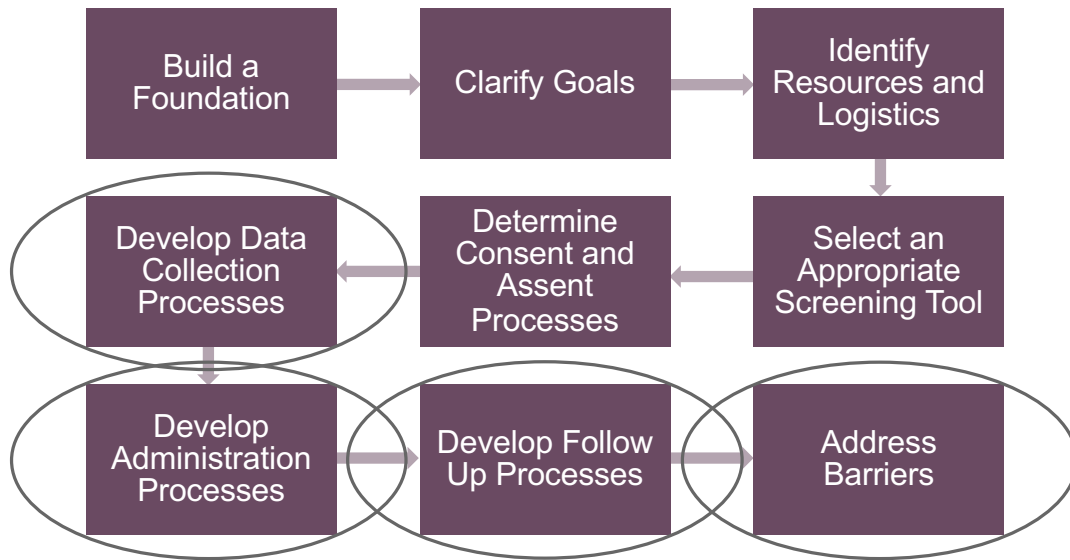 Build a
Foundation
Clarify Goals
Identify
Resources and
Logistics
Select an
Appropriate
Screening Tool
Determine
Consent and
Assent
Processes
Develop Data
Collection
Processes
Develop
Administration
Processes
Develop Follow
Up Processes
Address
Barriers